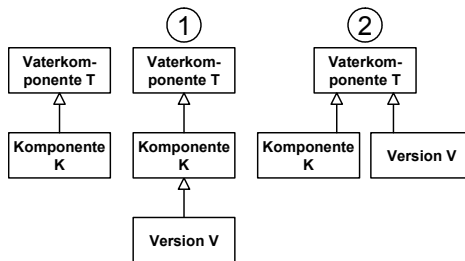 1
2
Vaterkom-
ponente T
Vaterkom-
ponente T
Vaterkom-
ponente T
Komponente
K
Komponente
K
Komponente
K
Version V
Version V